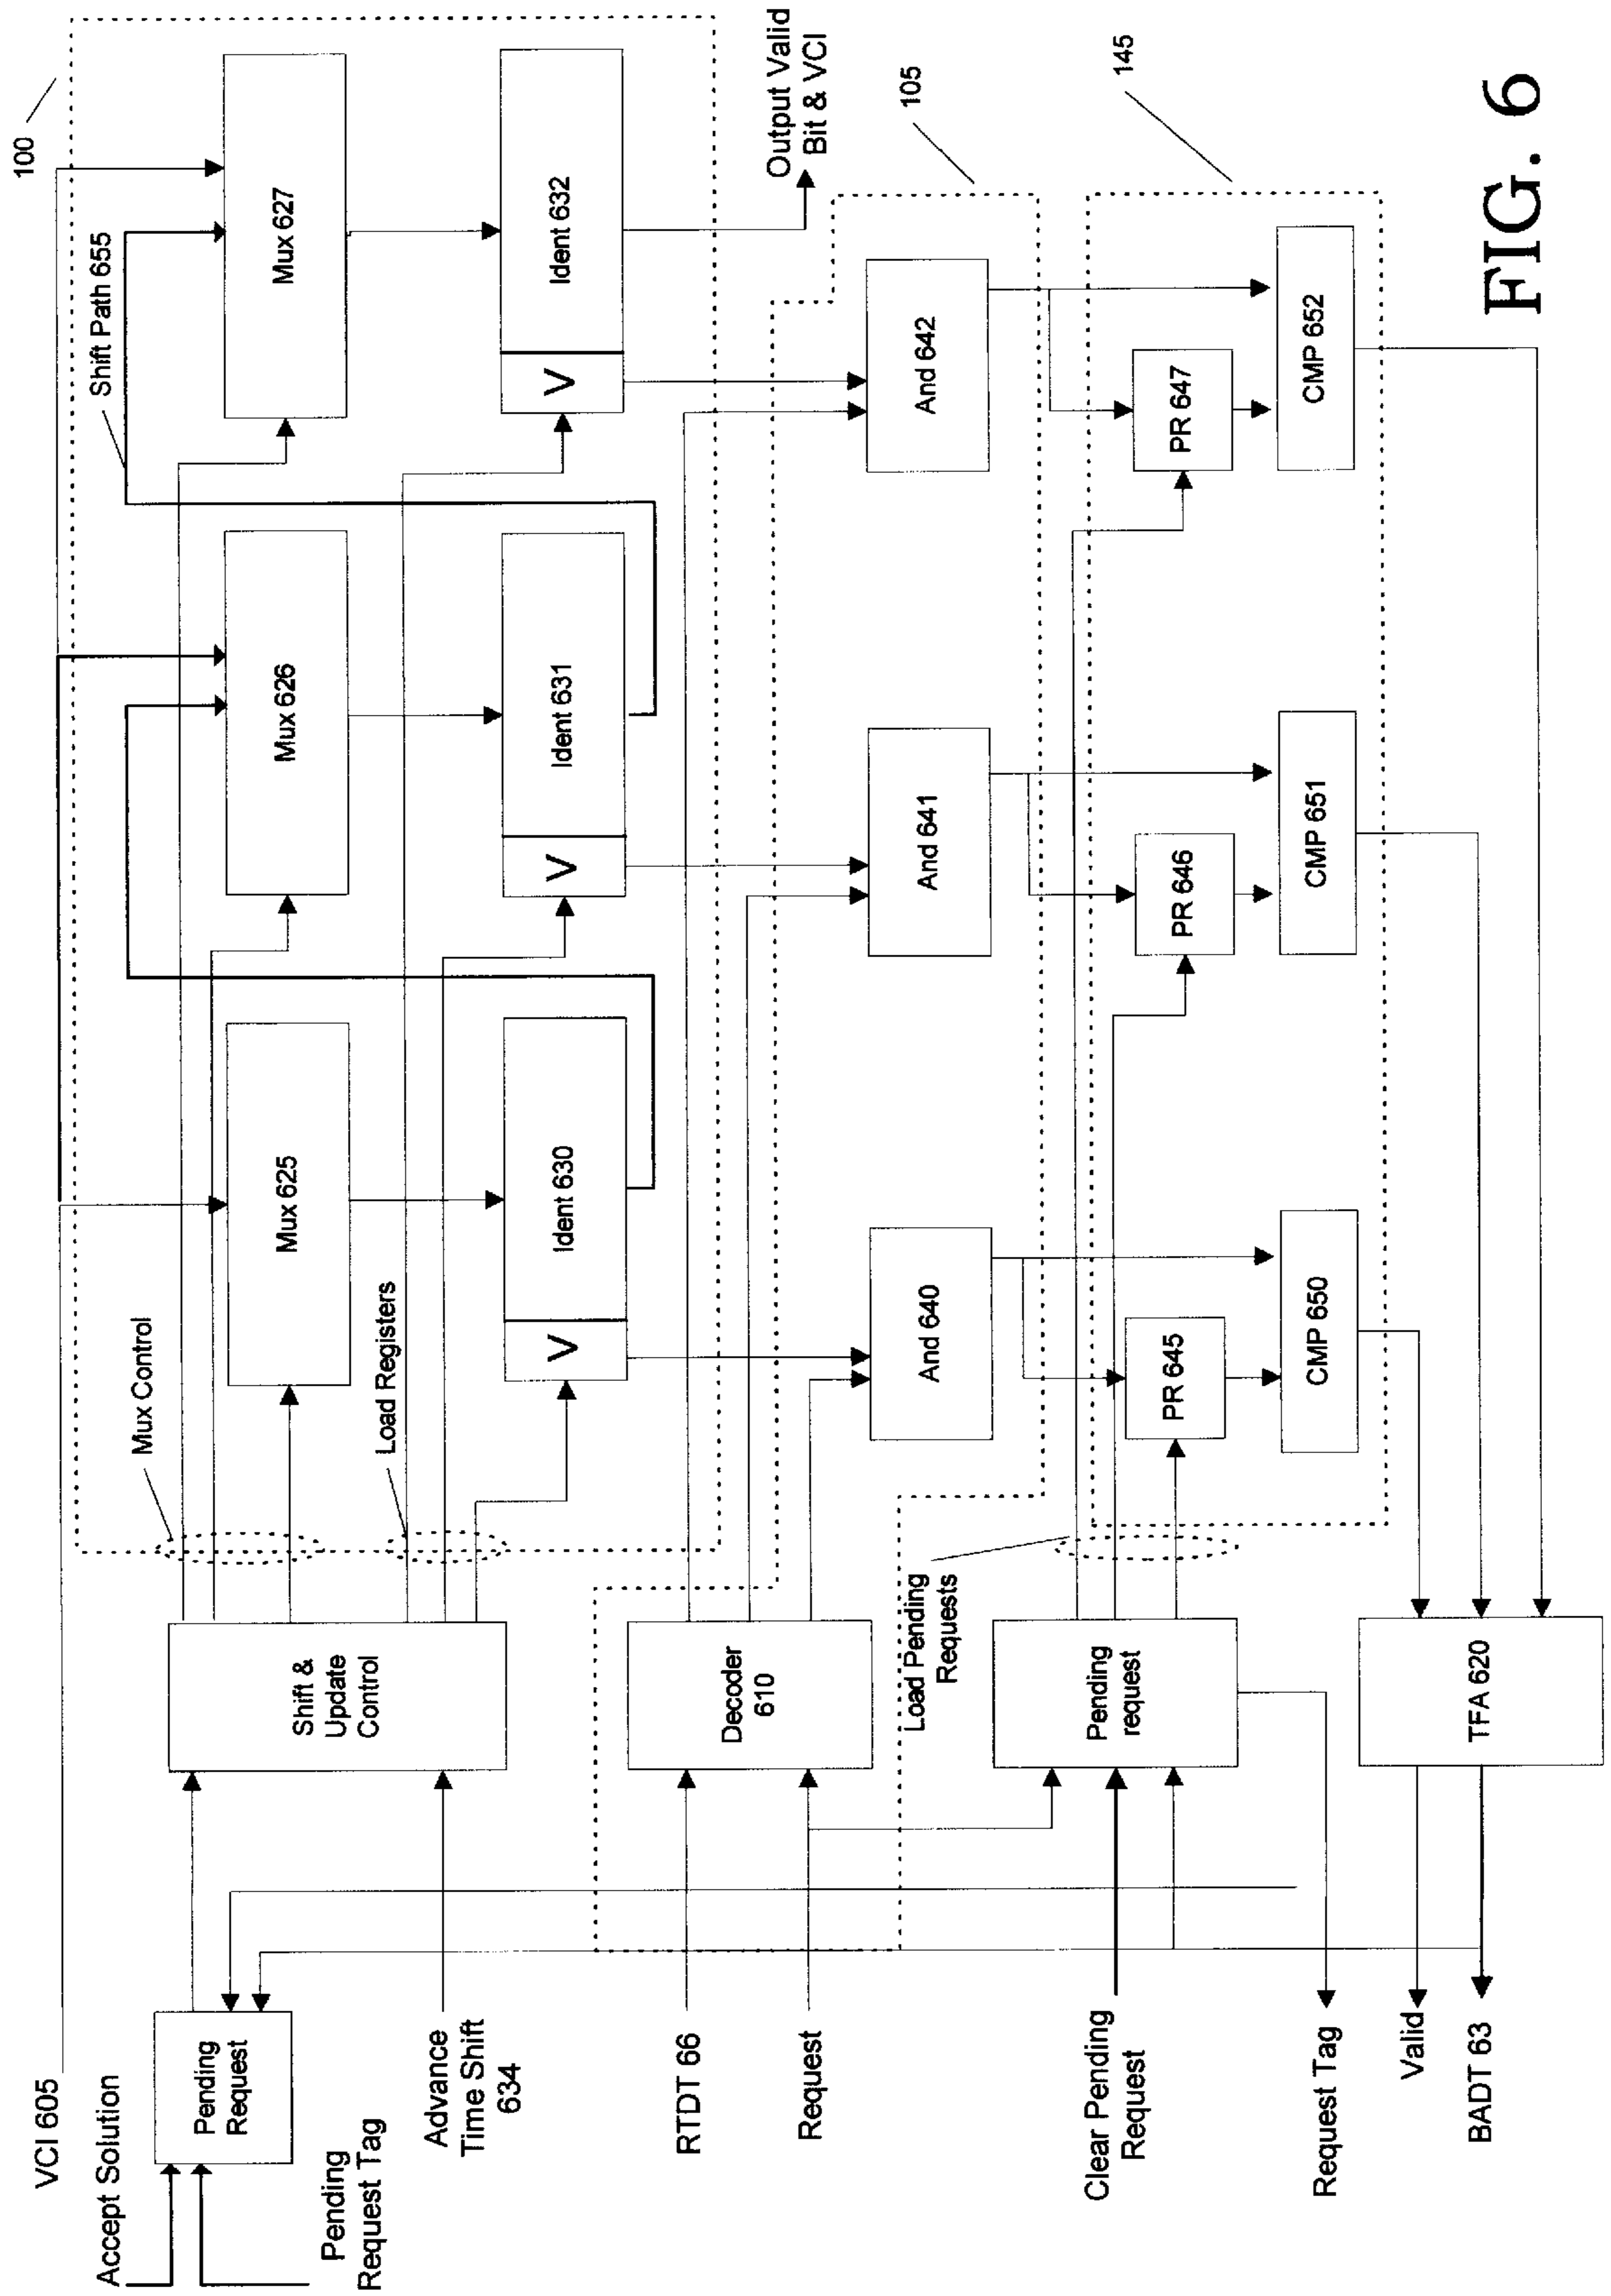 100
Shift Path 655
Mux Control
Load Registers
Mux 625
Mux 626
Mux 627
Ident 630
V
Ident 631
V
Ident 632
V
Output Valid
Bit & VCI
105
145
VCI 605
Accept Solution
Pending
Request
Pending
Request Tag
Shift &
Update
Control
Advance
Time Shift
634
RTDT 66
Request
Decoder
610
And 640
And 641
And 642
Load Pending
Requests
Clear Pending
Request
Pending
request
PR 645
PR 646
PR 647
CMP 650
CMP 651
CMP 652
Request Tag
Valid
BADT 63
TFA 620
FIG. 6